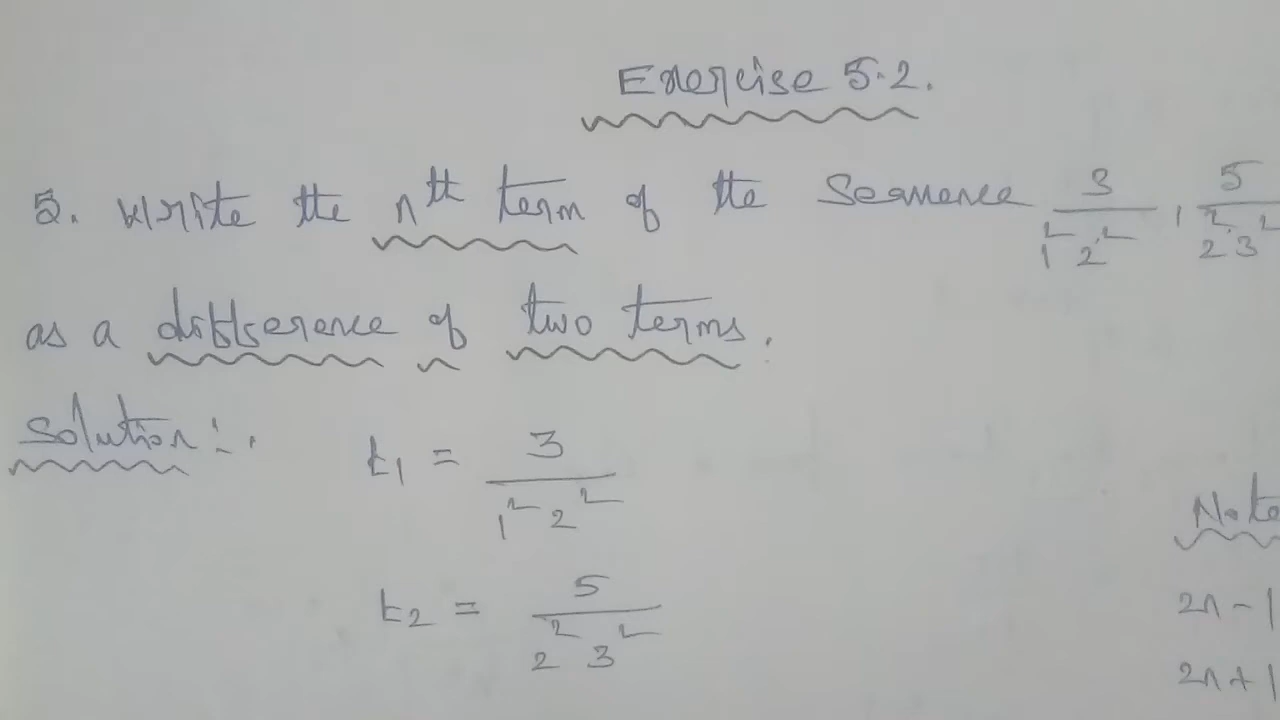 Exercise 5.2.
5. Write the nth term of the Sequence 3/1²2², 5/2²3²
as a difference of two terms.
Solution:-
t₁ = 3/1²2²
Note
t₂ = 5/2²3²
2n-1
2n+1